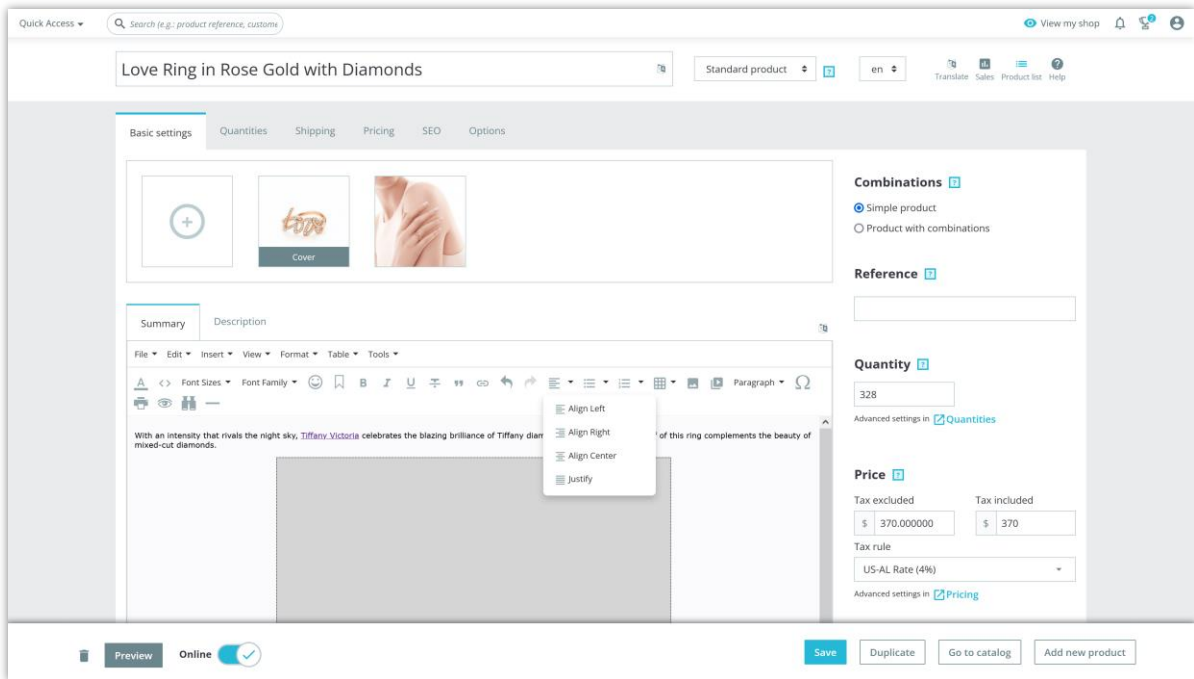 Quick Access
Search (e.g.: product reference, custome
View my shop
2
Love Ring in Rose Gold with Diamonds
Standard product
?
en
Translate Sales Product list Help
Basic settings Quantities Shipping Pricing SEO Options
Cover
Combinations ?
Simple product
Product with combinations
Reference ?
Summary Description
File Edit Insert View Format Table Tools
A <> Font Sizes Font Family B I U Paragraph Ω
Align Left
Align Right
Align Center
Justify
With an intensity that rivals the night sky, Tiffany Victoria celebrates the blazing brilliance of Tiffany diam of this ring complements the beauty of
mixed-cut diamonds.
Quantity ?
328
Advanced settings in Quantities
Price ?
Tax excluded Tax included
$ 370.000000 $ 370
Tax rule
US-AL Rate (4%)
Advanced settings in Pricing
Preview Online Save Duplicate Go to catalog Add new product